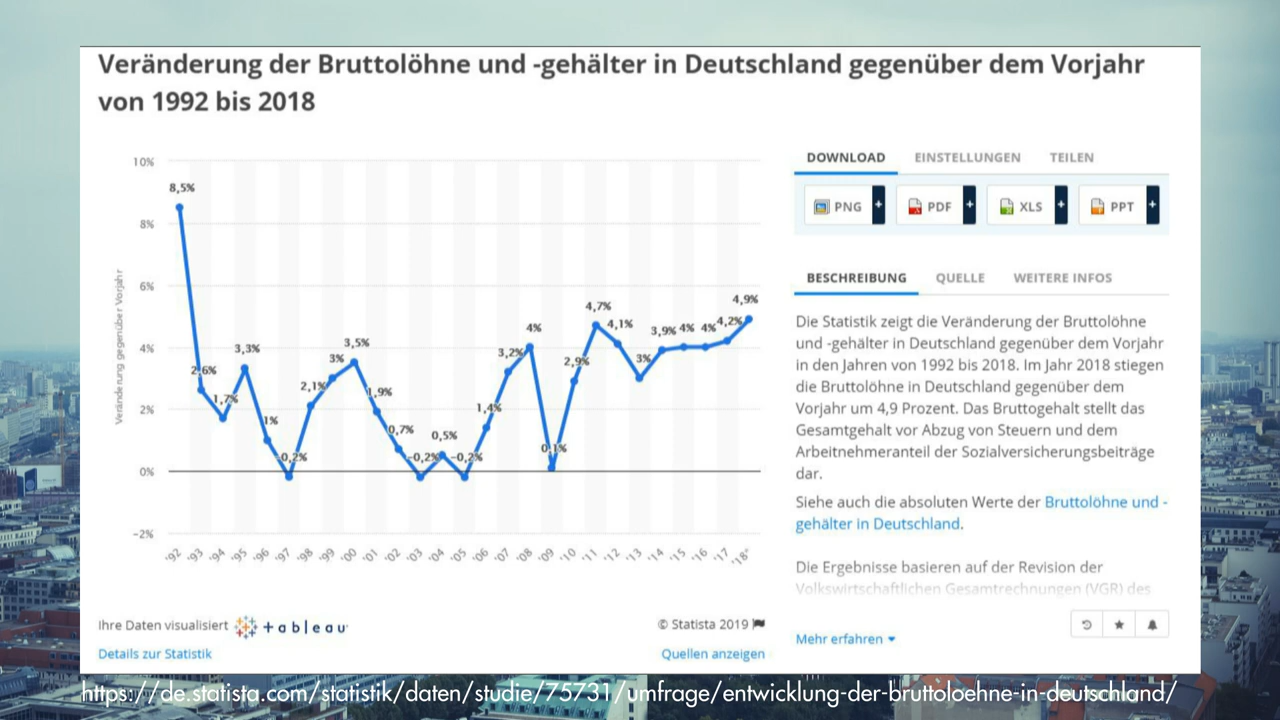 Veränderung der Bruttolöhne und -gehälter in Deutschland gegenüber dem Vorjahr
von 1992 bis 2018
DOWNLOAD EINSTELLUNGEN TEILEN
PNG + PDF + XLS + PPT +
BESCHREIBUNG QUELLE WEITERE INFOS
Die Statistik zeigt die Veränderung der Bruttolöhne
und -gehälter in Deutschland gegenüber dem Vorjahr
in den Jahren von 1992 bis 2018. Im Jahr 2018 stiegen
die Bruttolöhne in Deutschland gegenüber dem
Vorjahr um 4,9 Prozent. Das Bruttogehalt stellt das
Gesamtgehalt vor Abzug von Steuern und dem
Arbeitnehmeranteil der Sozialversicherungsbeiträge
dar.
Siehe auch die absoluten Werte der Bruttolöhne und -
gehälter in Deutschland.
Die Ergebnisse basieren auf der Revision der
Volkswirtschaftlichen Gesamtrechnungen (VGR) des
Mehr erfahren
Veränderung gegenüber Vorjahr
10%
8%
6%
4%
2%
0%
-2%
8,5%
2,6%
1,7%
3,3%
1%
-0,2%
2,1%
3%
3,5%
1,9%
0,7%
-0,2%
0,5%
-0,2%
1,4%
3,2%
4%
0,1%
2,9%
4,7%
4,1%
3%
3,9%
4%
4%
4,2%
4,9%
'92 '93 '94 '95 '96 '97 '98 '99 '00 '01 '02 '03 '04 '05 '06 '07 '08 '09 '10 '11 '12 '13 '14 '15 '16 '17 '18*
Ihre Daten visualisiert +ableau
© Statista 2019
Details zur Statistik
Quellen anzeigen
https://de.statista.com/statistik/daten/studie/75731/umfrage/entwicklung-der-bruttoloehne-in-deutschland/